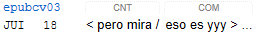 epubcv03 CNT COM
JUI 18 < pero mira / eso es yyy > ...